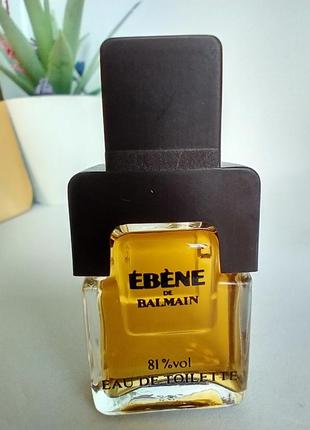 ÉBÈNE
DE
BALMAIN
81%vol
EAU DE TOILETTE